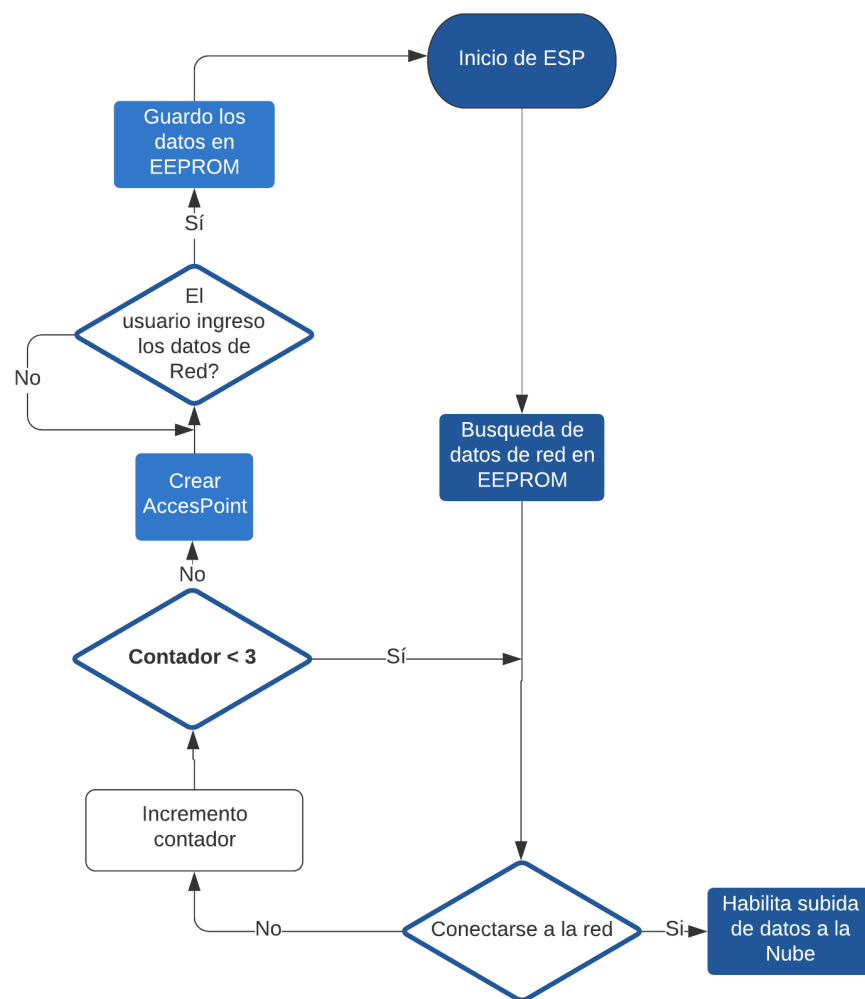 Inicio de ESP
Guardo los
datos en
EEPROM
Sí
El
usuario ingreso
los datos de
Red?
No
Busqueda de
datos de red en
EEPROM
Crear
AccesPoint
No
Contador < 3
Sí
Incremento
contador
No
Conectarse a la red
Si
Habilita subida
de datos a la
Nube